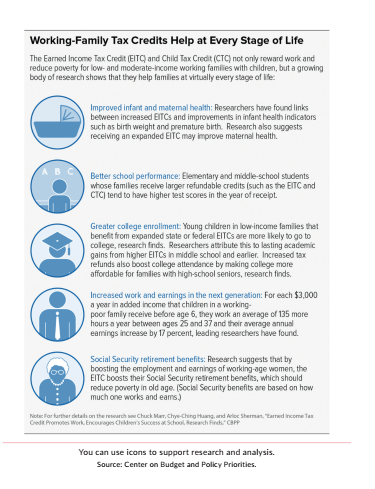 Working-Family Tax Credits Help at Every Stage of Life
The Earned Income Tax Credit (EITC) and Child Tax Credit (CTC) not only reward work and
reduce poverty for low- and moderate-income working families with children, but a growing
body of research shows that they help families at virtually every stage of life:
Improved infant and maternal health: Researchers have found links
between increased EITCs and improvements in infant health indicators
such as birth weight and premature birth. Research also suggests
receiving an expanded EITC may improve maternal health.
A B C
Better school performance: Elementary and middle-school students
whose families receive larger refundable credits (such as the EITC and
CTC) tend to have higher test scores in the year of receipt.
Greater college enrollment: Young children in low-income families that
benefit from expanded state or federal EITCs are more likely to go to
college, research finds. Researchers attribute this to lasting academic
gains from higher EITCs in middle school and earlier. Increased tax
refunds also boost college attendance by making college more
affordable for families with high-school seniors, research finds.
Increased work and earnings in the next generation: For each $3,000
a year in added income that children in a working-
poor family receive before age 6, they work an average of 135 more
hours a year between ages 25 and 37 and their average annual
earnings increase by 17 percent, leading researchers have found.
Social Security retirement benefits: Research suggests that by
boosting the employment and earnings of working-age women, the
EITC boosts their Social Security retirement benefits, which should
reduce poverty in old age. (Social Security benefits are based on how
much one works and earns.)
Note: For further details on the research see Chuck Marr, Chye-Ching Huang, and Arloc Sherman, "Earned Income Tax
Credit Promotes Work, Encourages Children's Success at School, Research Finds." CBPP
You can use icons to support research and analysis.
Source: Center on Budget and Policy Priorities.